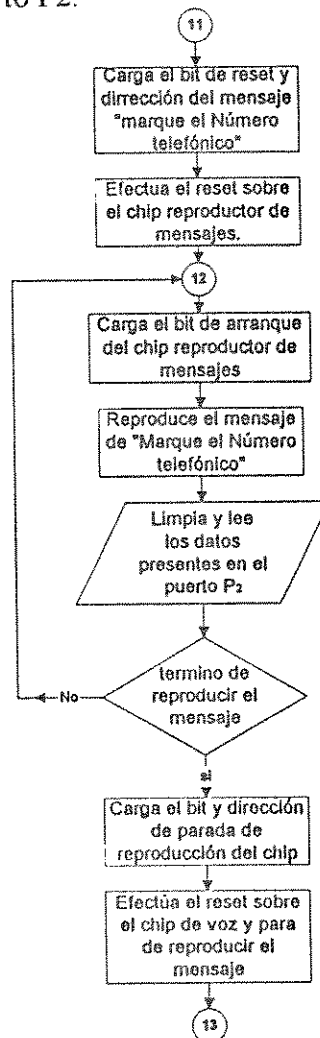 to P2.
11
Carga el bit de reset y
dirrección del mensaje
"marque el Número
telefónico"
Efectua el reset sobre
el chip reproductor de
mensajes.
12
Carga el bit de arranque
del chip reproductor de
mensajes
Reproduce el mensaje
de "Marque el Número
telefónico"
Limpia y lee
los datos
presentes en el
puerto P2
termino de
reproducir el
mensaje
No
si
Carga el bit y dirección
de parada de
reproducción del chip
Efectúa el reset sobre
el chip de voz y para
de reproducir el
mensaje
13